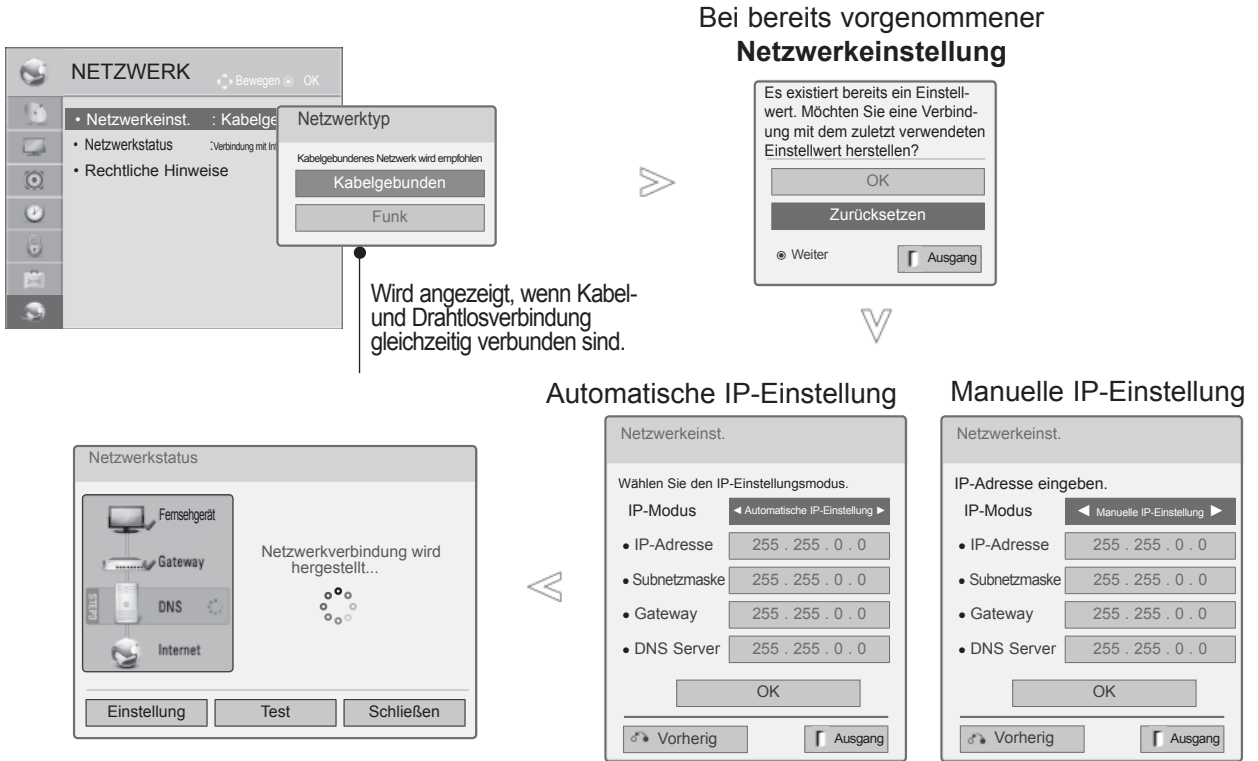 Bei bereits vorgenommener
Netzwerkeinstellung
NETZWERK
Bewegen OK
• Netzwerkeinst. : Kabelge
• Netzwerkstatus :Verbindung mit Int
• Rechtliche Hinweise
Netzwerktyp
Kabelgebundenes Netzwerk wird empfohlen
Kabelgebunden
Funk
Wird angezeigt, wenn Kabel-
und Drahtlosverbindung
gleichzeitig verbunden sind.
Es existiert bereits ein Einstell-
wert. Möchten Sie eine Verbind-
ung mit dem zuletzt verwendeten
Einstellwert herstellen?
OK
Zurücksetzen
Weiter
Ausgang
Automatische IP-Einstellung
Netzwerkeinst.
Wählen Sie den IP-Einstellungsmodus.
IP-Modus ◄ Automatische IP-Einstellung ►
• IP-Adresse 255 . 255 . 0 . 0
• Subnetzmaske 255 . 255 . 0 . 0
• Gateway 255 . 255 . 0 . 0
• DNS Server 255 . 255 . 0 . 0
OK
Vorherig
Ausgang
Manuelle IP-Einstellung
Netzwerkeinst.
IP-Adresse eingeben.
IP-Modus ◄ Manuelle IP-Einstellung ►
• IP-Adresse 255 . 255 . 0 . 0
• Subnetzmaske 255 . 255 . 0 . 0
• Gateway 255 . 255 . 0 . 0
• DNS Server 255 . 255 . 0 . 0
OK
Vorherig
Ausgang
Netzwerkstatus
Fernsehgerät
Gateway
STEP3
DNS
Internet
Netzwerkverbindung wird
hergestellt...
Einstellung
Test
Schließen